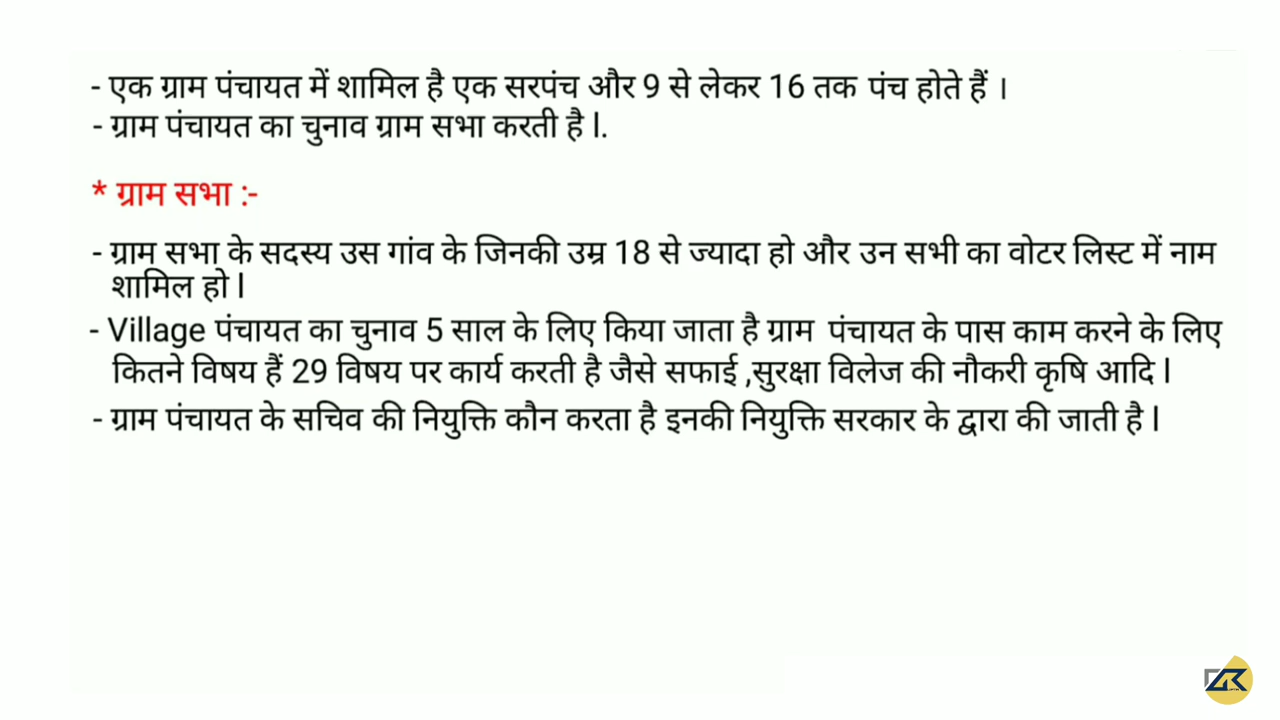 - एक ग्राम पंचायत में शामिल है एक सरपंच और 9 से लेकर 16 तक पंच होते हैं ।
- ग्राम पंचायत का चुनाव ग्राम सभा करती है l.
* ग्राम सभा :-
- ग्राम सभा के सदस्य उस गांव के जिनकी उम्र 18 से ज्यादा हो और उन सभी का वोटर लिस्ट में नाम
शामिल हो l
- Village पंचायत का चुनाव 5 साल के लिए किया जाता है ग्राम पंचायत के पास काम करने के लिए
कितने विषय हैं 29 विषय पर कार्य करती है जैसे सफाई ,सुरक्षा विलेज की नौकरी कृषि आदि l
- ग्राम पंचायत के सचिव की नियुक्ति कौन करता है इनकी नियुक्ति सरकार के द्वारा की जाती है l